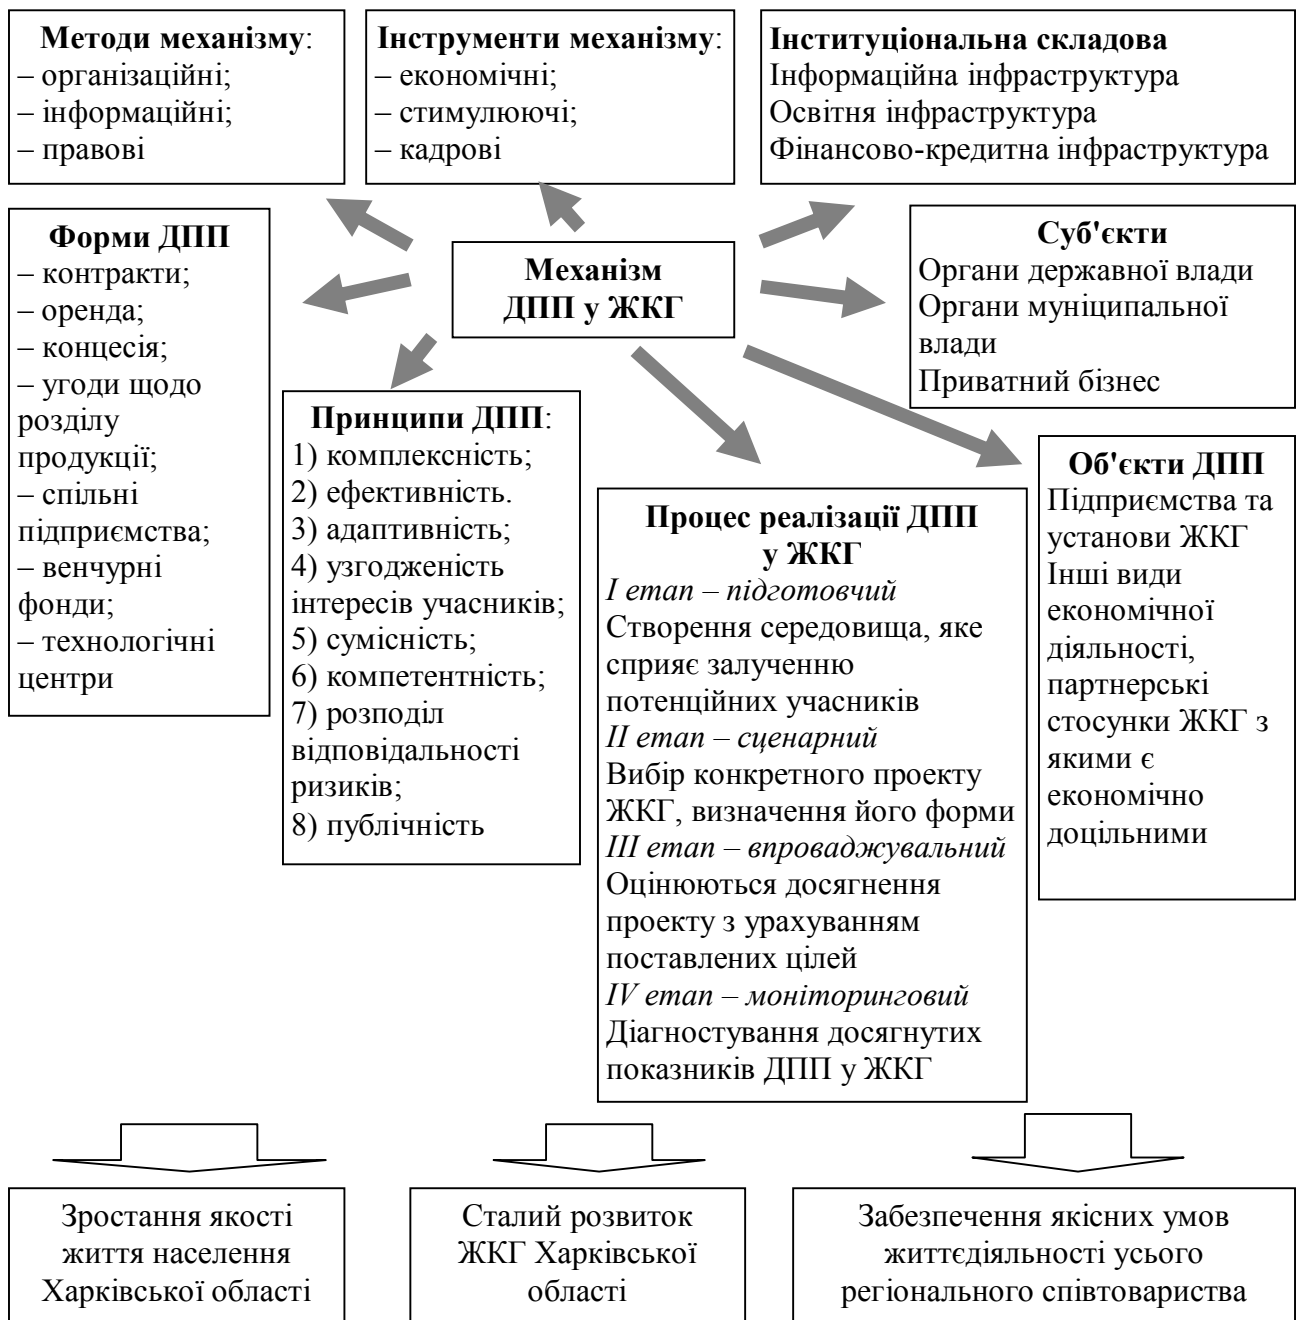 Методи механізму:
– організаційні;
– інформаційні;
– правові
Інструменти механізму:
– економічні;
– стимулюючі;
– кадрові
Інституціональна складова
Інформаційна інфраструктура
Освітня інфраструктура
Фінансово-кредитна інфраструктура
Форми ДПП
– контракти;
– оренда;
– концесія;
– угоди щодо
розділу
продукції;
– спільні
підприємства;
– венчурні
фонди;
– технологічні
центри
Механізм
ДПП у ЖКГ
Суб'єкти
Органи державної влади
Органи муніципальної
влади
Приватний бізнес
Принципи ДПП:
1) комплексність;
2) ефективність.
3) адаптивність;
4) узгодженість
інтересів учасників;
5) сумісність;
6) компетентність;
7) розподіл
відповідальності
ризиків;
8) публічність
Процес реалізації ДПП
у ЖКГ
I етап – підготовчий
Створення середовища, яке
сприяє залученню
потенційних учасників
II етап – сценарний
Вибір конкретного проекту
ЖКГ, визначення його форми
III етап – впроваджувальний
Оцінюються досягнення
проекту з урахуванням
поставлених цілей
IV етап – моніторинговий
Діагностування досягнутих
показників ДПП у ЖКГ
Об'єкти ДПП
Підприємства та
установи ЖКГ
Інші види
економічної
діяльності,
партнерські
стосунки ЖКГ з
якими є
економічно
доцільними
Зростання якості
життя населення
Харківської області
Сталий розвиток
ЖКГ Харківської
області
Забезпечення якісних умов
життєдіяльності усього
регіонального співтовариства